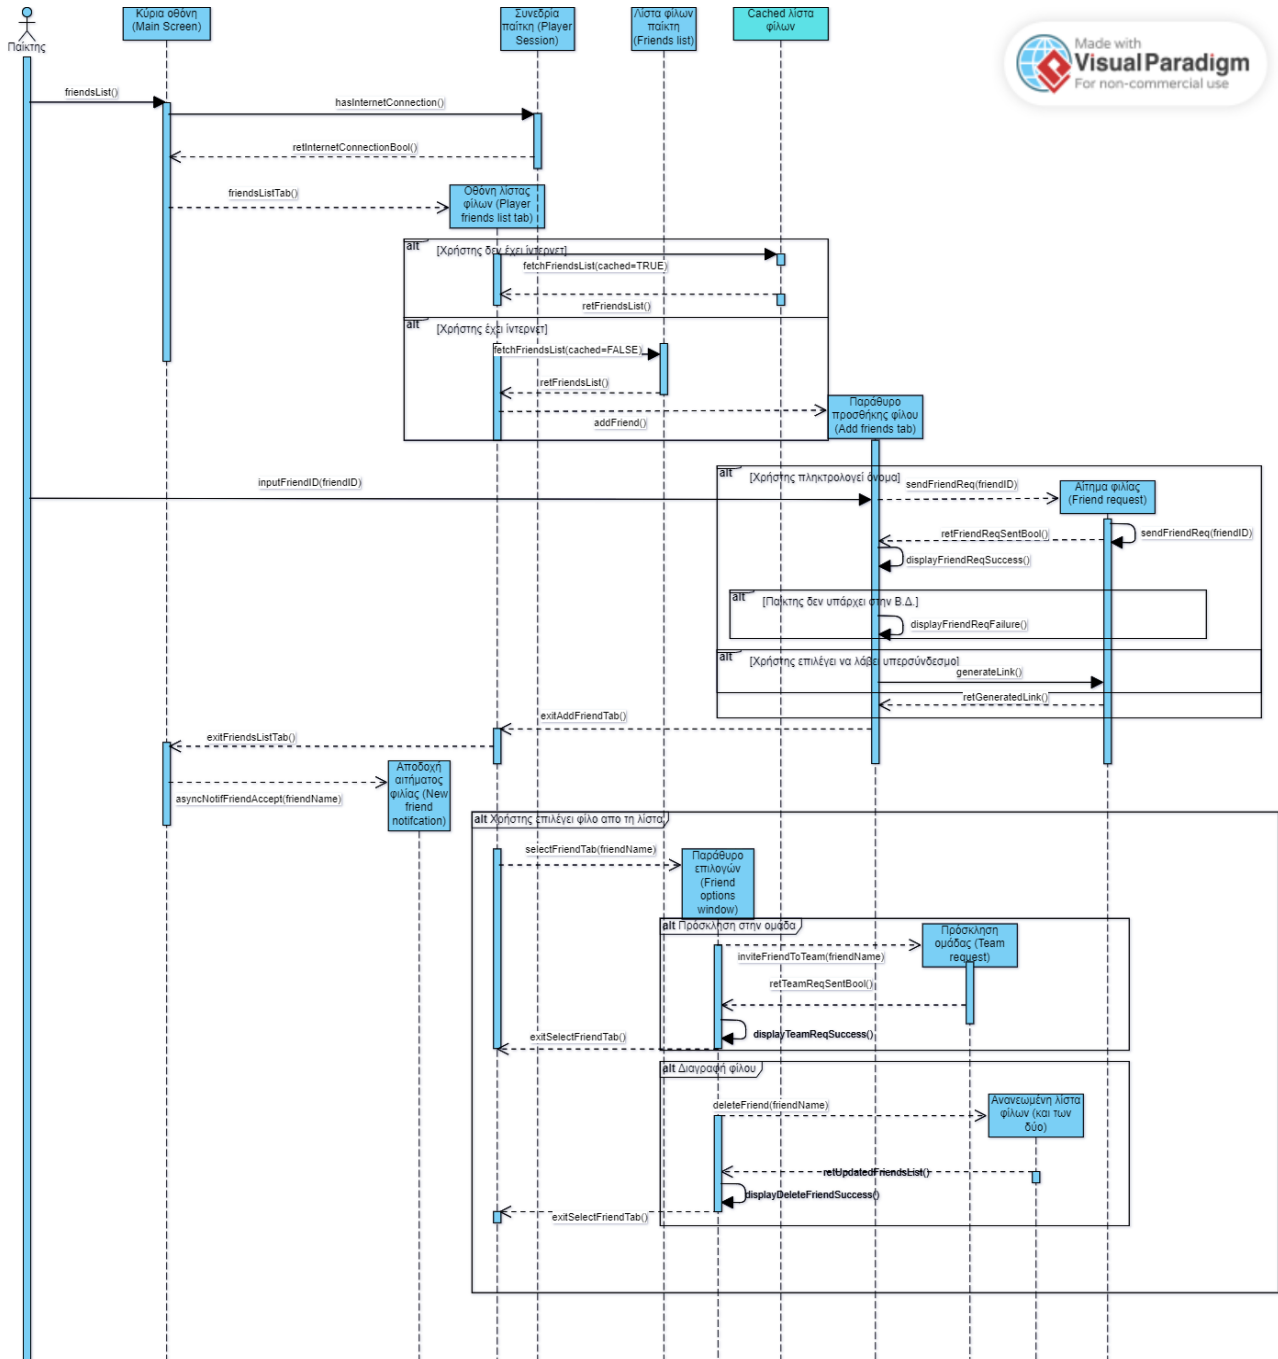 Παίκτης
Κύρια οθόνη
(Main Screen)
Συνεδρία
παίτκη (Player
Session)
Λίστα φίλων
παίκτη
(Friends list)
Cached λίστα
φίλων
Made with
Visual Paradigm
For non-commercial use
friendsList()
hasInternetConnection()
retInternetConnectionBool()
friendsListTab()
Οθόνη λίστας
φίλων (Player
friends list tab)
alt
[Χρήστης δεν έχει ίντερνετ]
fetchFriendsList(cached=TRUE)
retFriendsList()
alt
[Χρήστης έχει ίντερνετ]
fetchFriendsList(cached=FALSE)
retFriendsList()
addFriend()
Παράθυρο
προσθήκης φίλου
(Add friends tab)
alt
[Χρήστης πληκτρολογεί όνομα]
inputFriendID(friendID)
sendFriendReq(friendID)
Αίτημα φιλίας
(Friend request)
retFriendReqSentBool()
sendFriendReq(friendID)
displayFriendReqSuccess()
alt
[Παίκτης δεν υπάρχει στην Β.Δ.]
displayFriendReqFailure()
alt
[Χρήστης επιλέγει να λάβει υπερσύνδεσμο]
generateLink()
retGeneratedLink()
exitAddFriendTab()
exitFriendsListTab()
Αποδοχή
αιτήματος
φιλίας (New
friend
notifcation)
asyncNotifFriendAccept(friendName)
alt Χρήστης επιλέγει φίλο απο τη λίστα
selectFriendTab(friendName)
Παράθυρο
επιλογών
(Friend
options
window)
alt Πρόσκληση στην ομάδα
Πρόσκληση
ομάδας (Team
request)
inviteFriendToTeam(friendName)
retTeamReqSentBool()
displayTeamReqSuccess()
exitSelectFriendTab()
alt Διαγραφή φίλου
deleteFriend(friendName)
Ανανεωμένη λίστα
φίλων (και των
δύο)
retUpdatedFriendsList()
displayDeleteFriendSuccess()
exitSelectFriendTab()